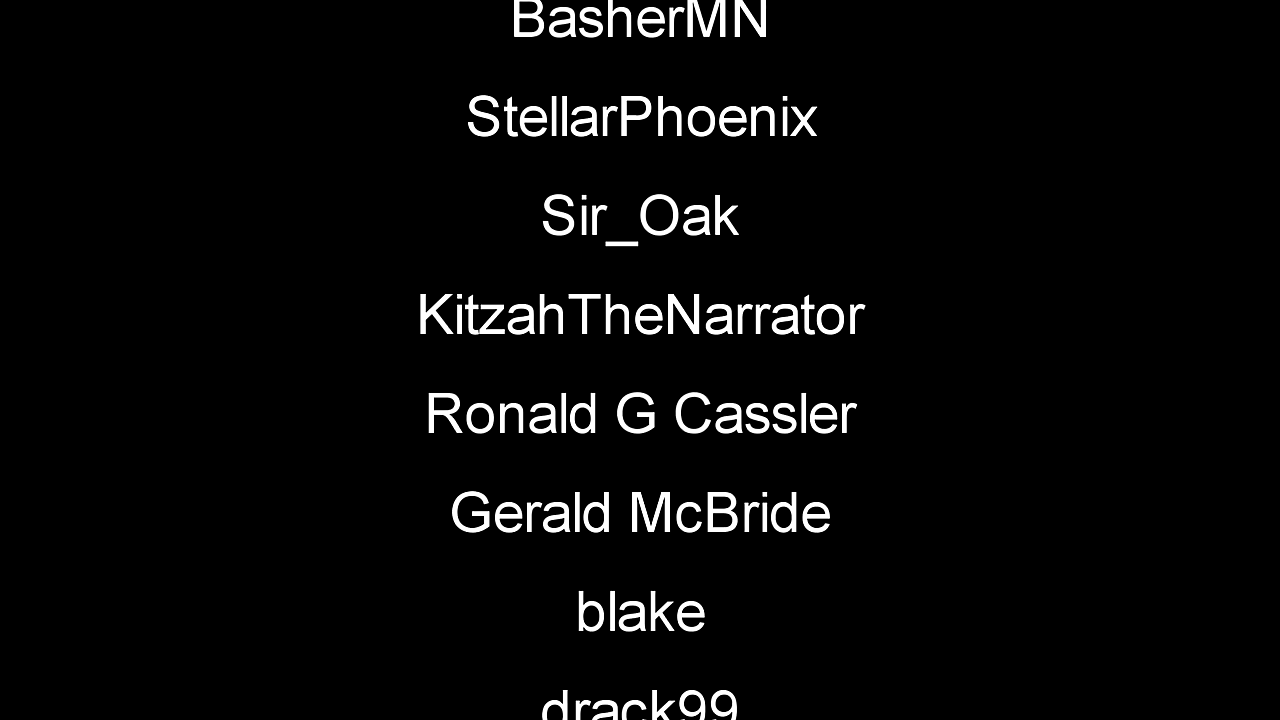 BasherMN
StellarPhoenix
Sir_Oak
KitzahTheNarrator
Ronald G Cassler
Gerald McBride
blake
drack99